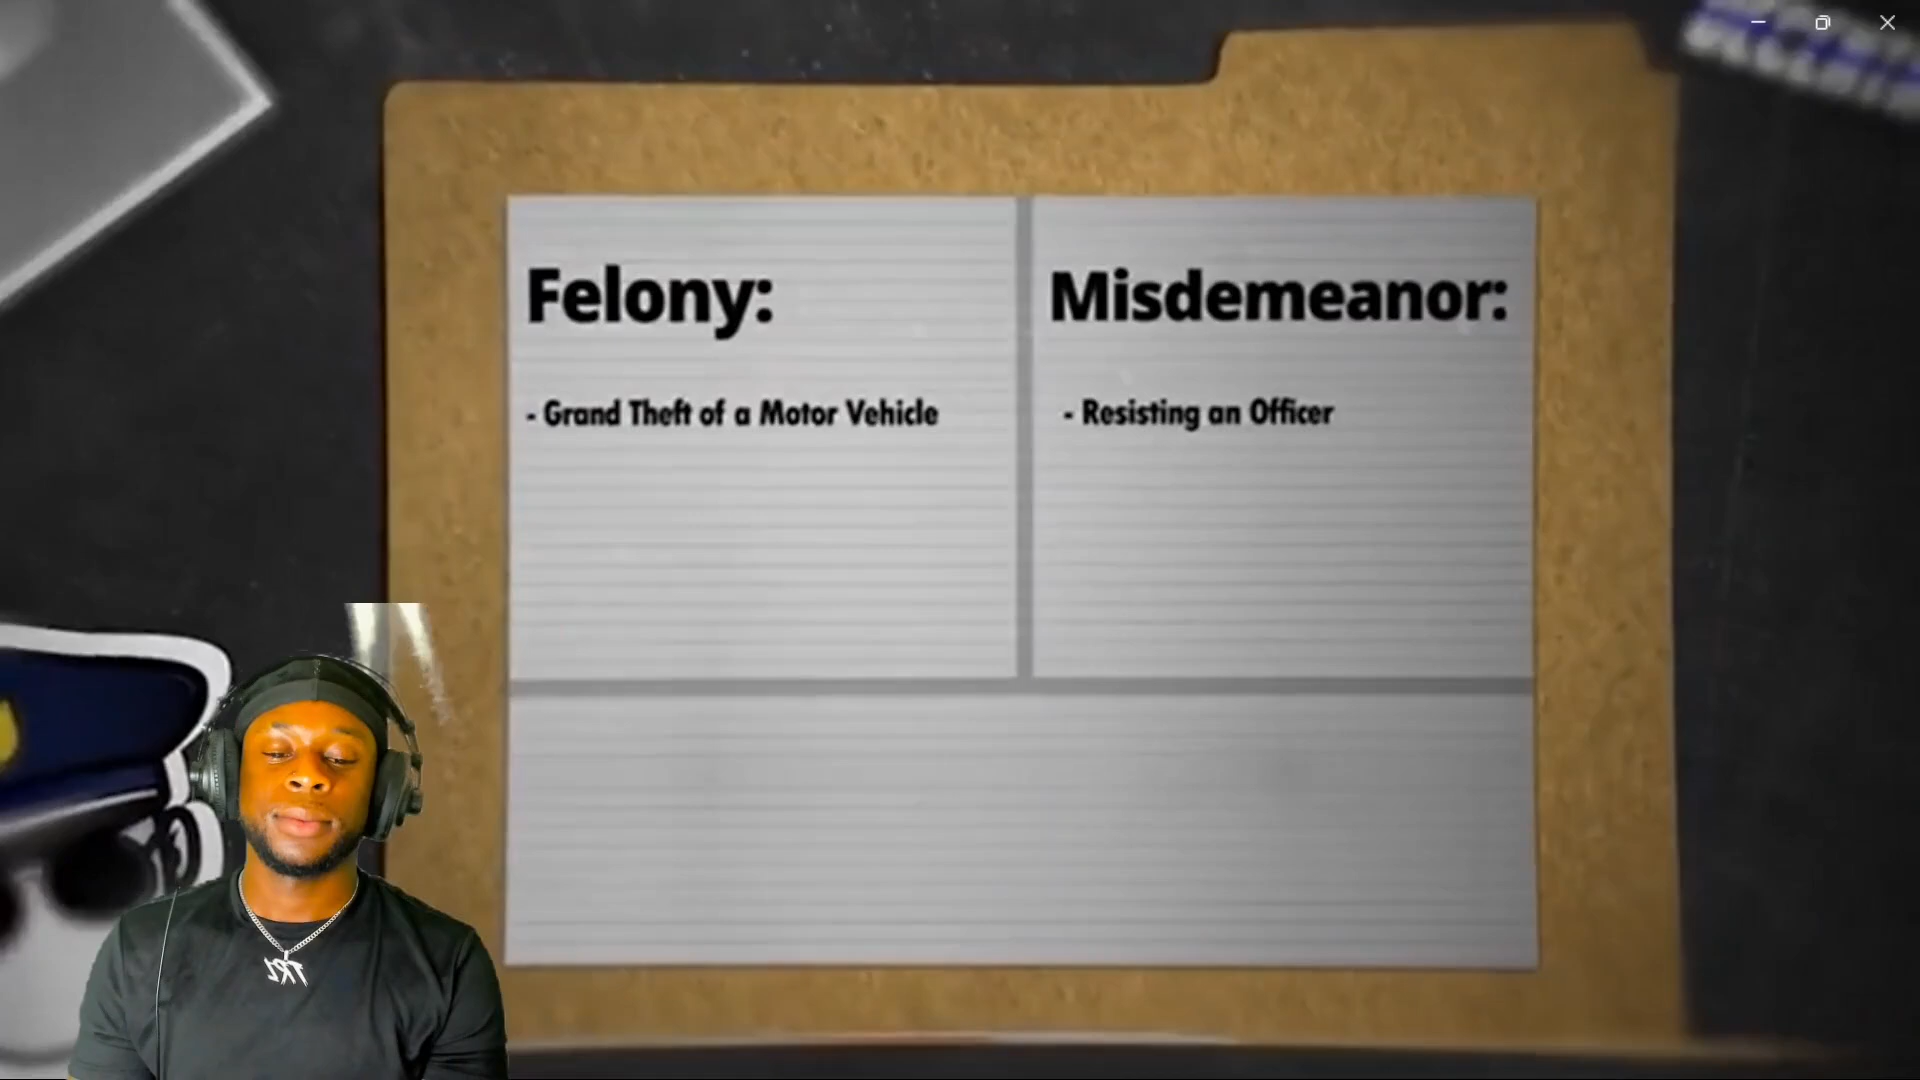 Felony:
- Grand Theft of a Motor Vehicle
Misdemeanor:
- Resisting an Officer